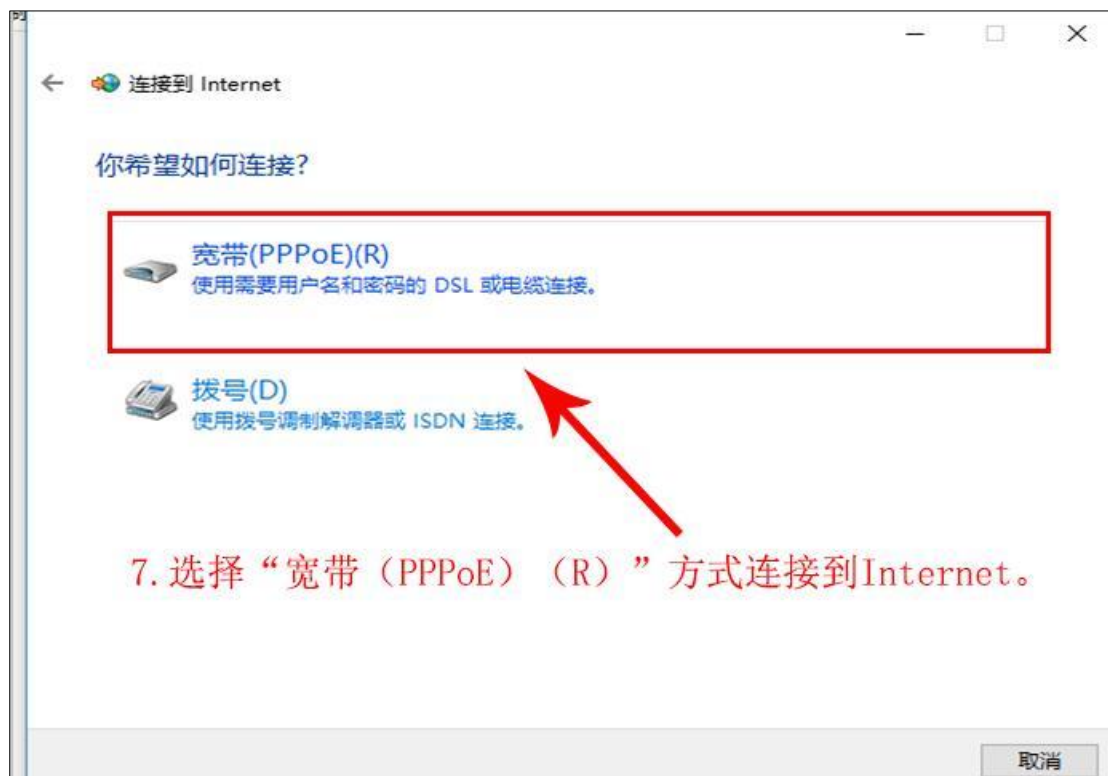 连接到 Internet
你希望如何连接?
宽带(PPPoE)(R)
使用需要用户名和密码的 DSL 或电缆连接。
拨号(D)
使用拨号调制解调器或 ISDN 连接。
7.选择“宽带（PPPoE）（R）”方式连接到Internet。
取消